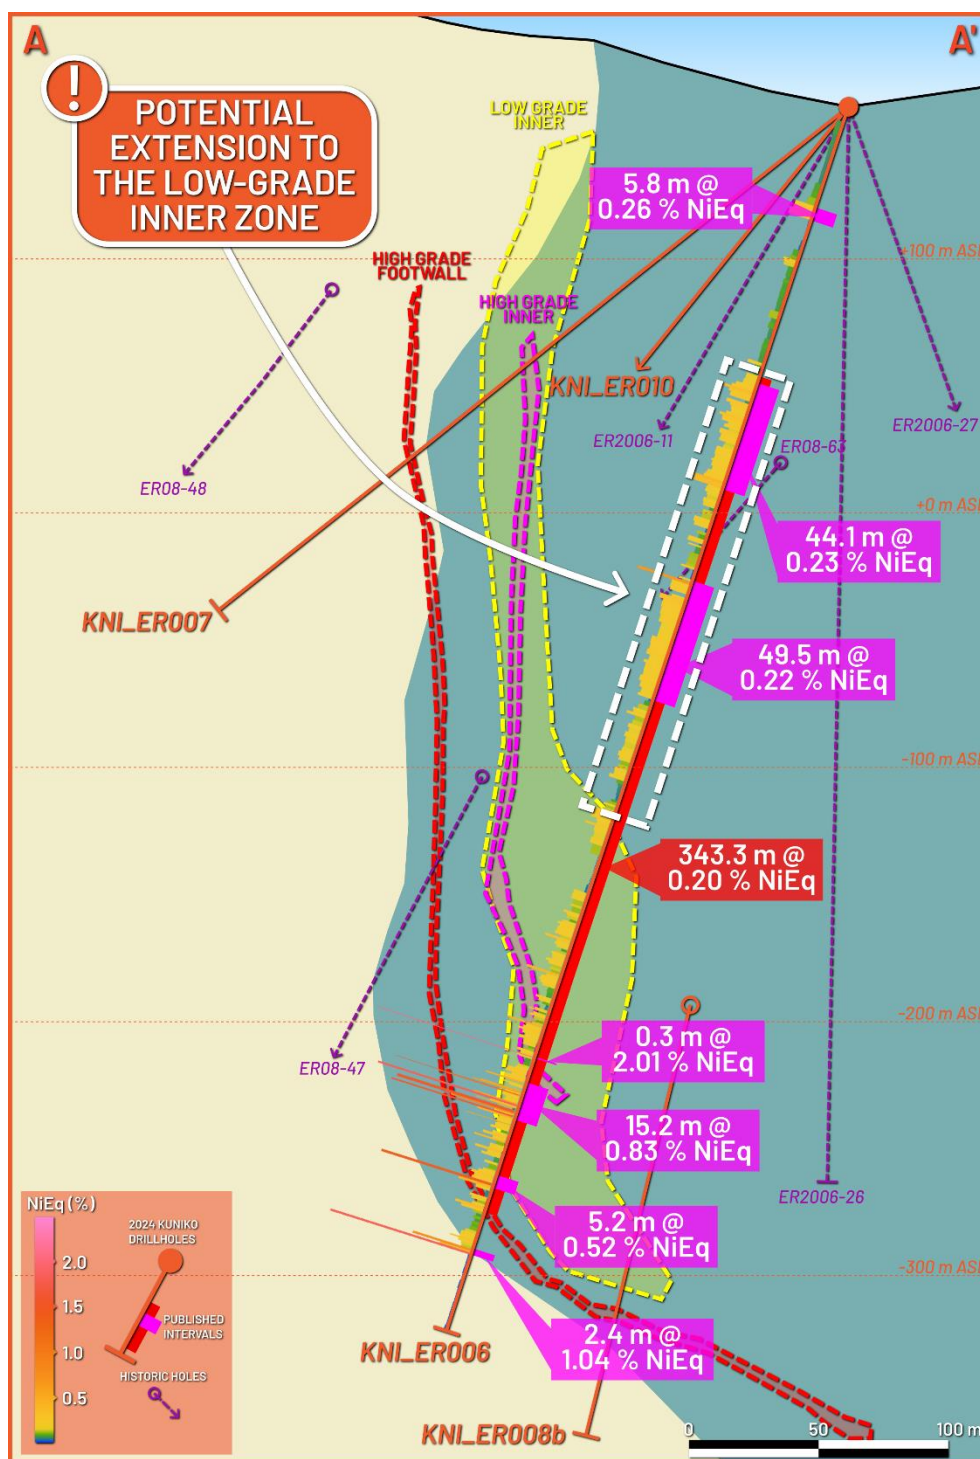 A
A'
!
POTENTIAL
EXTENSION TO
THE LOW-GRADE
INNER ZONE
LOW GRADE
INNER
5.8 m @
0.26 % NiEq
HIGH GRADE
FOOTWALL
+100 m ASL
HIGH GRADE
INNER
KNI_ER010
ER2006-11
ER2006-27
ER08-63
ER08-48
+0 m ASL
44.1 m @
0.23 % NiEq
KNI_ER007
49.5 m @
0.22 % NiEq
-100 m ASL
343.3 m @
0.20 % NiEq
-200 m ASL
0.3 m @
2.01 % NiEq
ER08-47
15.2 m @
0.83 % NiEq
ER2006-26
5.2 m @
0.52 % NiEq
-300 m ASL
2.4 m @
1.04 % NiEq
KNI_ER006
KNI_ER008b
NiEq (%)
2.0
1.5
1.0
0.5
2024 KUNIKO
DRILLHOLES
PUBLISHED
INTERVALS
HISTORIC HOLES
0 50 100 m